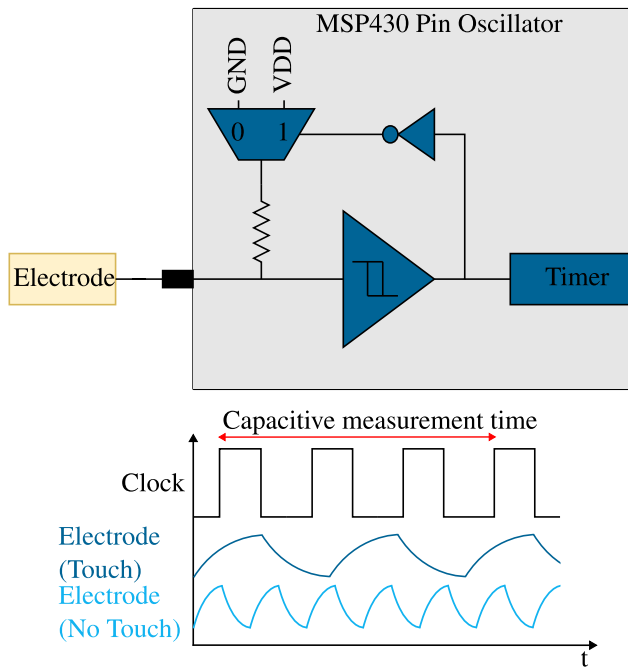 MSP430 Pin Oscillator
GND
VDD
0
1
Electrode
Timer
Capacitive measurement time
Clock
Electrode
(Touch)
Electrode
(No Touch)
t